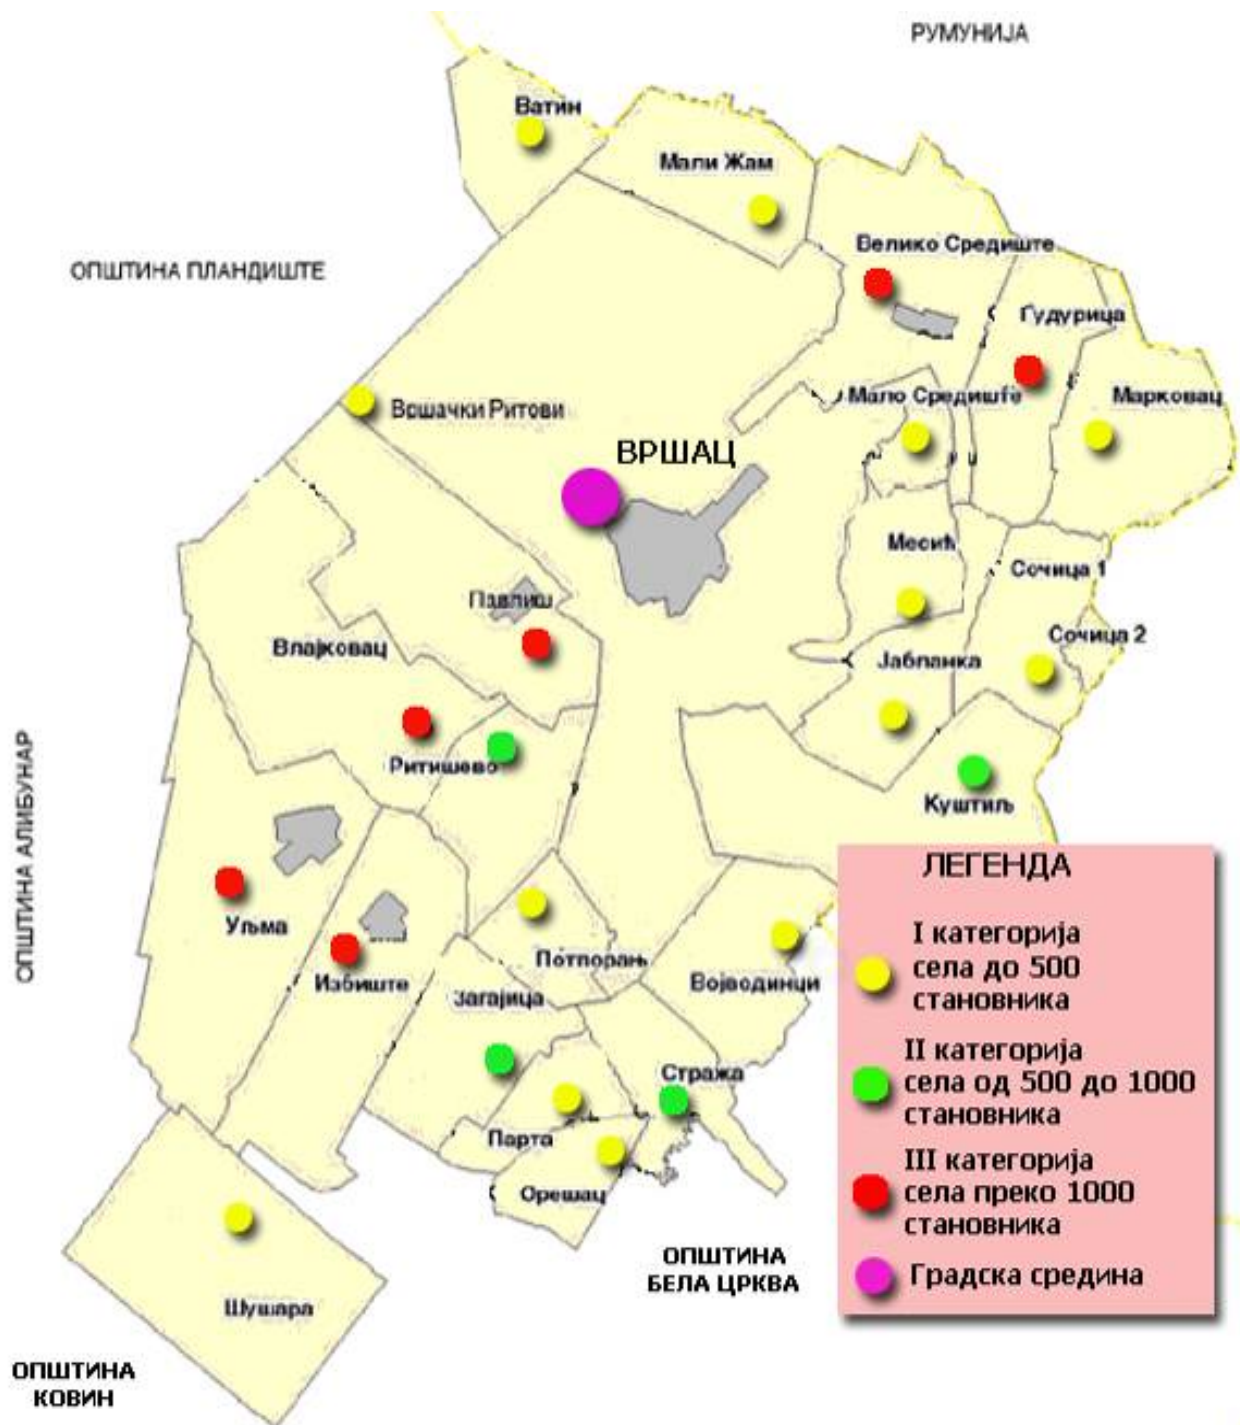 РУМУНИЈА
Ватин
Мали Жам
Велико Средиште
ОПШТИНА ПЛАНДИШТЕ
Гудурица
Мало Средиште
Марковац
Вршачки Ритови
ВРШАЦ
Месић
Сочица 1
Павлиш
Сочица 2
Влајковац
Јабланка
ОПШТИНА АЛИБУНАР
Ритишево
Куштиљ
Уљма
Избиште
Потпорањ
Војводинци
Загајица
Стража
Парта
Орешац
Шушара
ОПШТИНА
БЕЛА ЦРКВА
ОПШТИНА
КОВИН
ЛЕГЕНДА
I категорија
села до 500
становника
II категорија
села од 500 до 1000
становника
III категорија
села преко 1000
становника
Градска средина